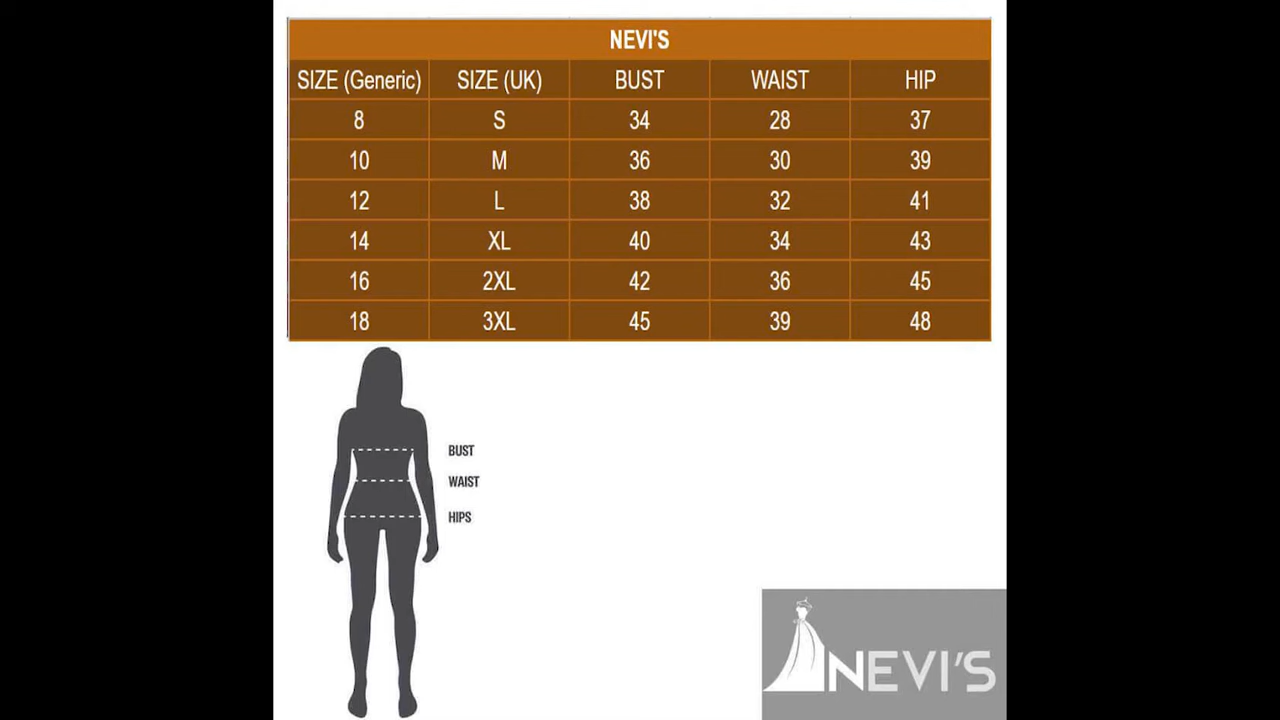 NEVI'S
SIZE (Generic) SIZE (UK) BUST WAIST HIP
8 S 34 28 37
10 M 36 30 39
12 L 38 32 41
14 XL 40 34 43
16 2XL 42 36 45
18 3XL 45 39 48
BUST
WAIST
HIPS
NEVI'S